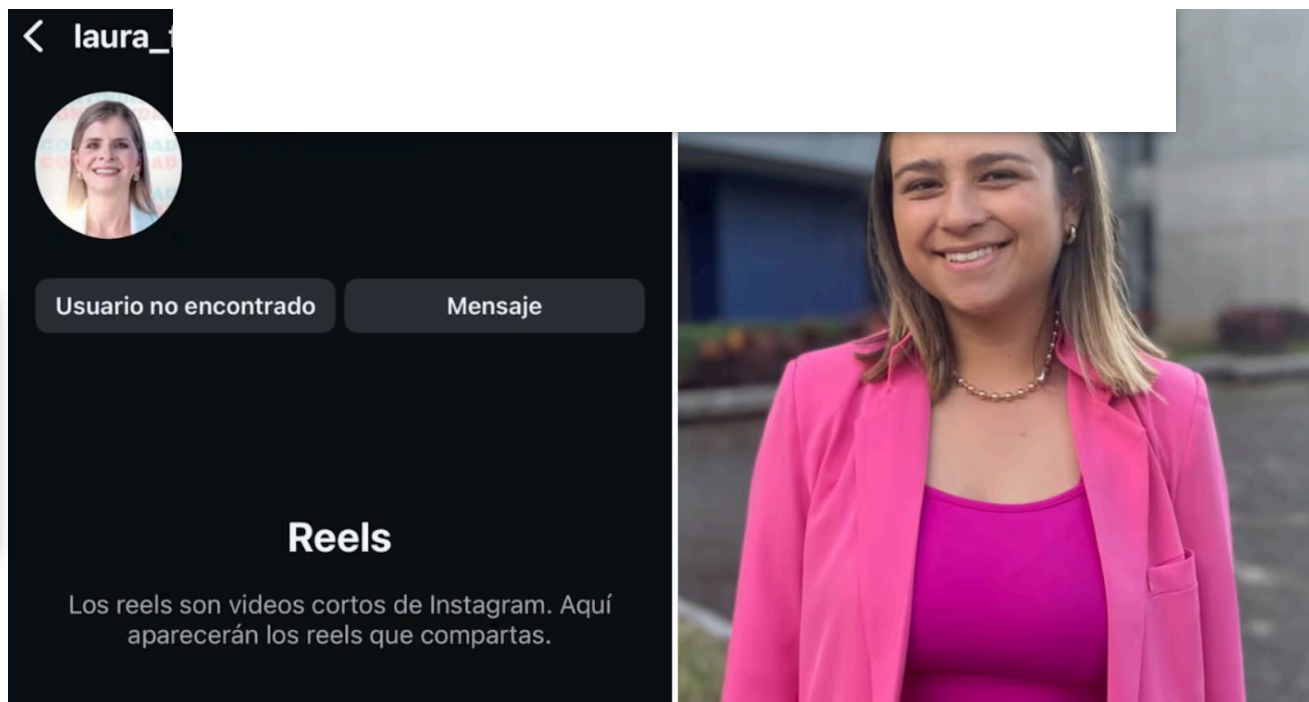 laura_
Usuario no encontrado
Mensaje
Reels
Los reels son videos cortos de Instagram. Aquí
aparecerán los reels que compartas.